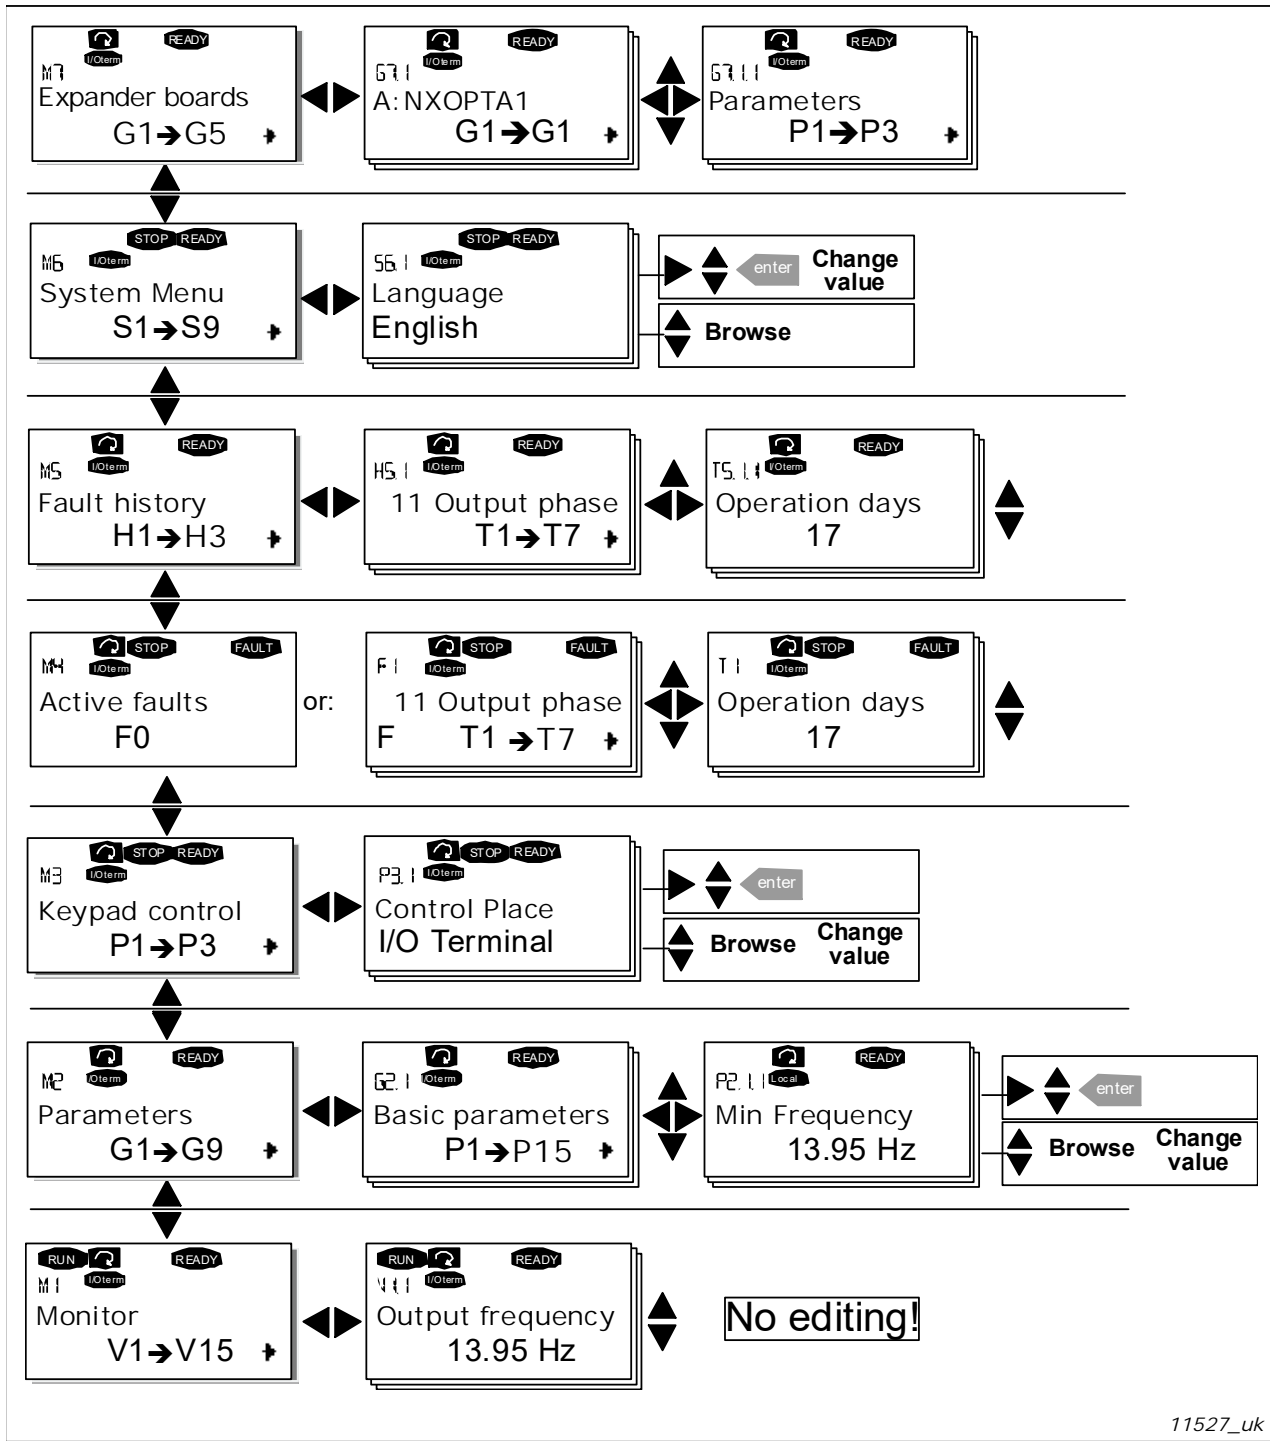 READY
I/Oterm
M7
Expander boards
G1➔G5
READY
I/Oterm
G7.1
A:NXOPTA1
G1➔G1
READY
I/Oterm
G7.1.1
Parameters
P1➔P3
STOP READY
I/Oterm
M6
System Menu
S1➔S9
STOP READY
I/Oterm
S6.1
Language
English
enter
Change value
Browse
READY
I/Oterm
M5
Fault history
H1➔H3
READY
I/Oterm
H5.1
11 Output phase
T1➔T7
READY
I/Oterm
T5.1.1
Operation days
17
STOP FAULT
I/Oterm
M4
Active faults
F0
or:
STOP FAULT
I/Oterm
F1
11 Output phase
F T1➔T7
STOP FAULT
I/Oterm
T1
Operation days
17
STOP READY
I/Oterm
M3
Keypad control
P1➔P3
STOP READY
I/Oterm
P3.1
Control Place
I/O Terminal
enter
Browse
Change value
READY
I/Oterm
M2
Parameters
G1➔G9
READY
I/Oterm
G2.1
Basic parameters
P1➔P15
READY
Local
P2.1.1
Min Frequency
13.95 Hz
enter
Browse
Change value
RUN READY
I/Oterm
M1
Monitor
V1➔V15
RUN READY
I/Oterm
V1.1
Output frequency
13.95 Hz
No editing!
11527_uk